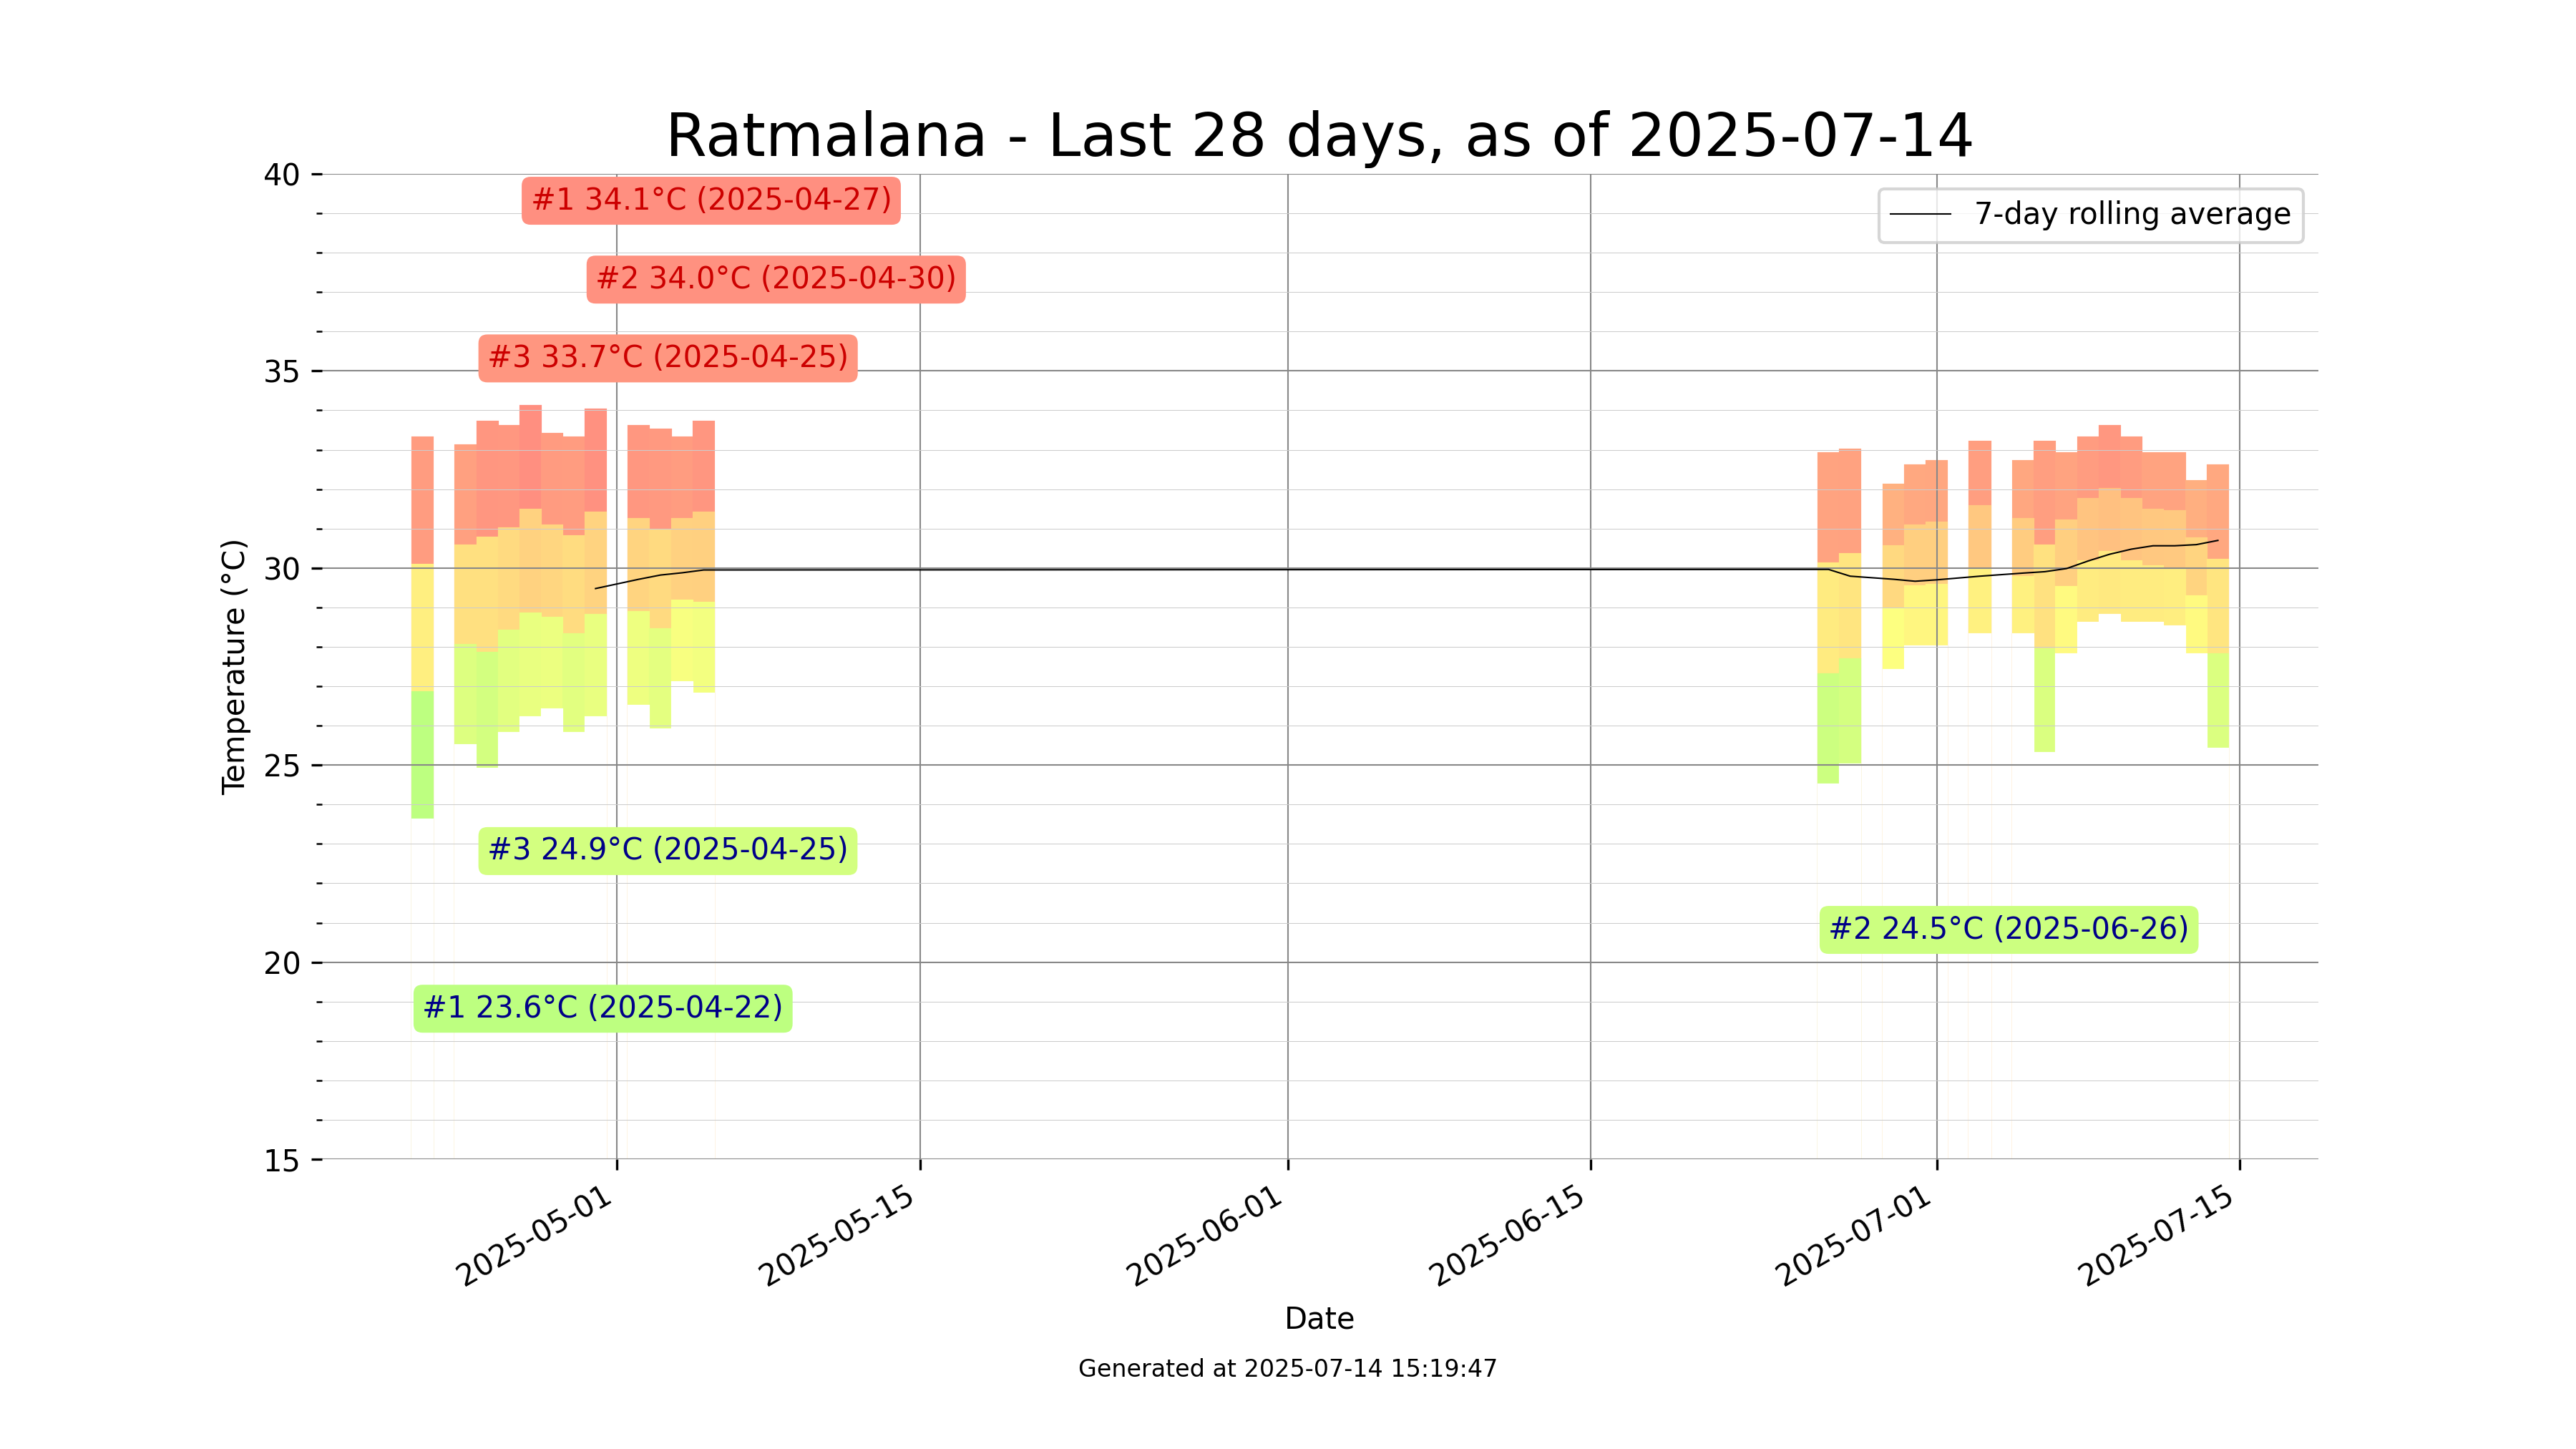 Ratmalana - Last 28 days, as of 2025-07-14
7-day rolling average
#1 34.1°C (2025-04-27)
#2 34.0°C (2025-04-30)
#3 33.7°C (2025-04-25)
#3 24.9°C (2025-04-25)
#2 24.5°C (2025-06-26)
#1 23.6°C (2025-04-22)
Temperature (°C)
40
35
30
25
20
15
2025-05-01
2025-05-15
2025-06-01
2025-06-15
2025-07-01
2025-07-15
Date
Generated at 2025-07-14 15:19:47